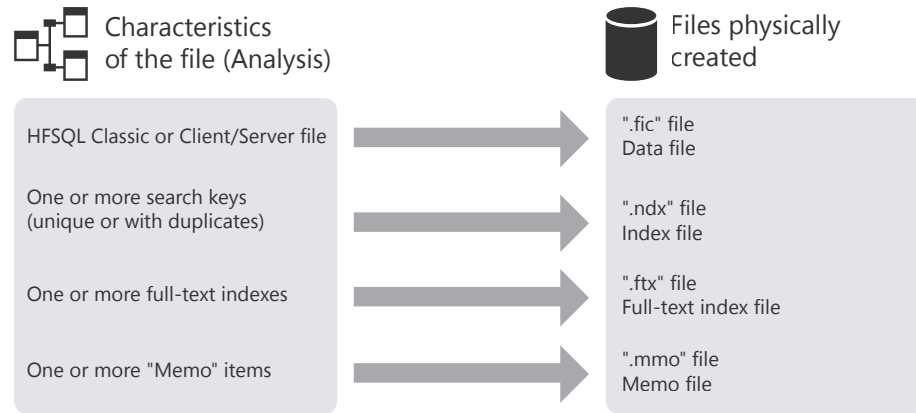 Characteristics
of the file (Analysis)
Files physically
created
HFSQL Classic or Client/Server file
".fic" file
Data file
One or more search keys
(unique or with duplicates)
".ndx" file
Index file
One or more full-text indexes
".ftx" file
Full-text index file
One or more "Memo" items
".mmo" file
Memo file